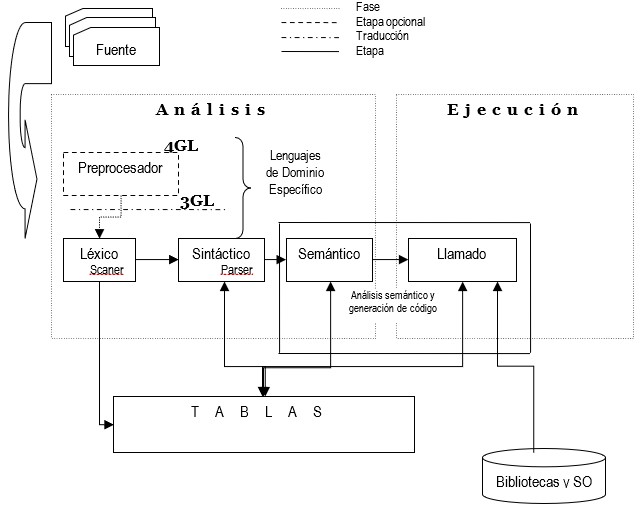 Fase
Etapa opcional
Traducción
Etapa
Fuente
Análisis
Ejecución
4GL
Preprocesador
3GL
Lenguajes
de Dominio
Específico
Léxico
Scaner
Sintáctico
Parser
Semántico
Llamado
Análisis semántico y
generación de código
T A B L A S
Bibliotecas y SO